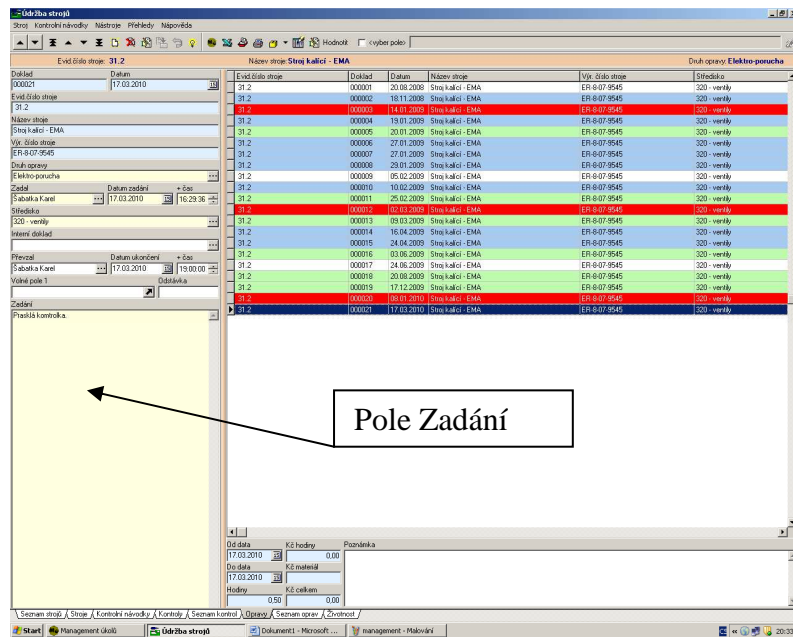 Údržba strojů
Stroj Kontrolní návodky Nástroje Přehledy Nápověda
Hodnotit <vyber pole>
Evid.číslo stroje: 31.2 Název stroje: Stroj kalící - EMA Druh opravy: Elektro-porucha
Doklad Datum
000021 17.03.2010
Evid.číslo stroje
31.2
Název stroje
Stroj kalící - EMA
Výr. číslo stroje
ER-8-07-9545
Druh opravy
Elektro-porucha
Zadal Datum zadání + čas
Šabatka Karel 17.03.2010 16:29:36
Středisko
320 - ventily
Interní doklad
Převzal Datum ukončení + čas
Šabatka Karel 17.03.2010 19:00:00
Volné pole 1 Odstávka
Zadání
Prasklá komtrolka.
Evid.číslo stroje Doklad Datum Název stroje Výr. číslo stroje Středisko
31.2 000001 20.08.2008 Stroj kalící - EMA ER-8-07-9545 320 - ventily
31.2 000002 18.11.2008 Stroj kalící - EMA ER-8-07-9545 320 - ventily
31.2 000003 14.01.2009 Stroj kalící - EMA ER-8-07-9545 320 - ventily
31.2 000004 19.01.2009 Stroj kalící - EMA ER-8-07-9545 320 - ventily
31.2 000005 20.01.2009 Stroj kalící - EMA ER-8-07-9545 320 - ventily
31.2 000006 27.01.2009 Stroj kalící - EMA ER-8-07-9545 320 - ventily
31.2 000007 27.01.2009 Stroj kalící - EMA ER-8-07-9545 320 - ventily
31.2 000008 29.01.2009 Stroj kalící - EMA ER-8-07-9545 320 - ventily
31.2 000009 05.02.2009 Stroj kalící - EMA ER-8-07-9545 320 - ventily
31.2 000010 10.02.2009 Stroj kalící - EMA ER-8-07-9545 320 - ventily
31.2 000011 25.02.2009 Stroj kalící - EMA ER-8-07-9545 320 - ventily
31.2 000012 02.03.2009 Stroj kalící - EMA ER-8-07-9545 320 - ventily
31.2 000013 09.03.2009 Stroj kalící - EMA ER-8-07-9545 320 - ventily
31.2 000014 16.04.2009 Stroj kalící - EMA ER-8-07-9545 320 - ventily
31.2 000015 24.04.2009 Stroj kalící - EMA ER-8-07-9545 320 - ventily
31.2 000016 03.06.2009 Stroj kalící - EMA ER-8-07-9545 320 - ventily
31.2 000017 24.06.2009 Stroj kalící - EMA ER-8-07-9545 320 - ventily
31.2 000018 20.08.2009 Stroj kalící - EMA ER-8-07-9545 320 - ventily
31.2 000019 17.12.2009 Stroj kalící - EMA ER-8-07-9545 320 - ventily
31.2 000020 08.01.2010 Stroj kalící - EMA ER-8-07-9545 320 - ventily
31.2 000021 17.03.2010 Stroj kalící - EMA ER-8-07-9545 320 - ventily
Pole Zadání
Od data Kč hodiny Poznámka
17.03.2010 0,00
Do data Kč materiál
17.03.2010
Hodiny Kč celkem
0,50 0,00
Seznam strojů Stroje Kontrolní návodky Kontroly Seznam kontrol Opravy Seznam oprav Životnost
Start Management úkolů Údržba strojů Dokument1 - Microsoft ... management - Malování 20:33